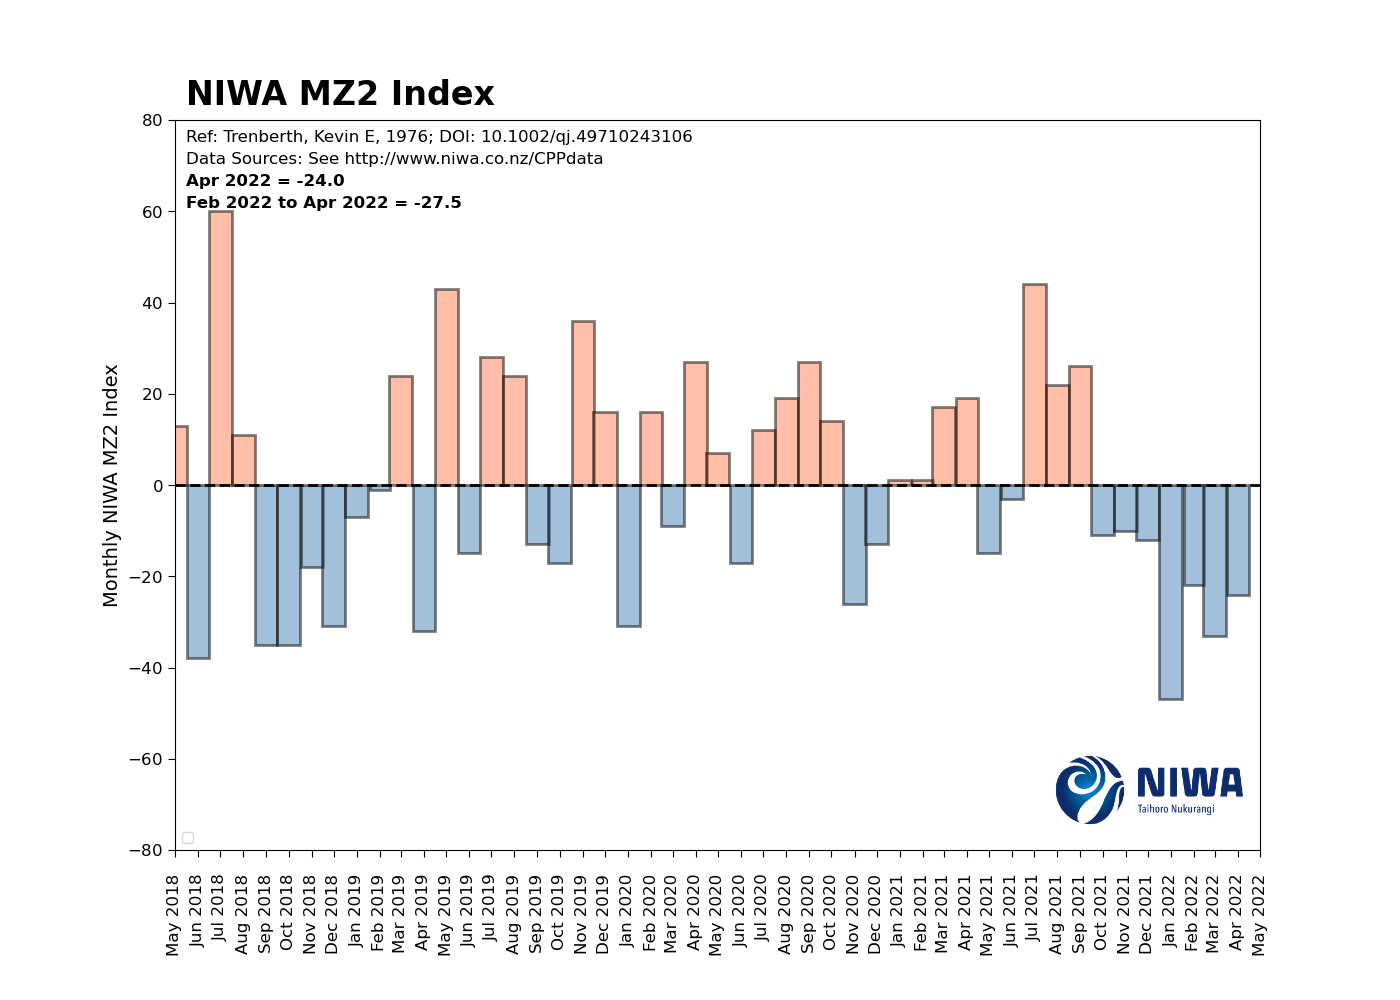 NIWA MZ2 Index
Ref: Trenberth, Kevin E, 1976; DOI: 10.1002/qj.49710243106
Data Sources: See http://www.niwa.co.nz/CPPdata
Apr 2022 = -24.0
Feb 2022 to Apr 2022 = -27.5
80
60
40
20
0
−20
−40
−60
−80
Monthly NIWA MZ2 Index
NIWA
Taihoro Nukurangi
May 2018
Jun 2018
Jul 2018
Aug 2018
Sep 2018
Oct 2018
Nov 2018
Dec 2018
Jan 2019
Feb 2019
Mar 2019
Apr 2019
May 2019
Jun 2019
Jul 2019
Aug 2019
Sep 2019
Oct 2019
Nov 2019
Dec 2019
Jan 2020
Feb 2020
Mar 2020
Apr 2020
May 2020
Jun 2020
Jul 2020
Aug 2020
Sep 2020
Oct 2020
Nov 2020
Dec 2020
Jan 2021
Feb 2021
Mar 2021
Apr 2021
May 2021
Jun 2021
Jul 2021
Aug 2021
Sep 2021
Oct 2021
Nov 2021
Dec 2021
Jan 2022
Feb 2022
Mar 2022
Apr 2022
May 2022